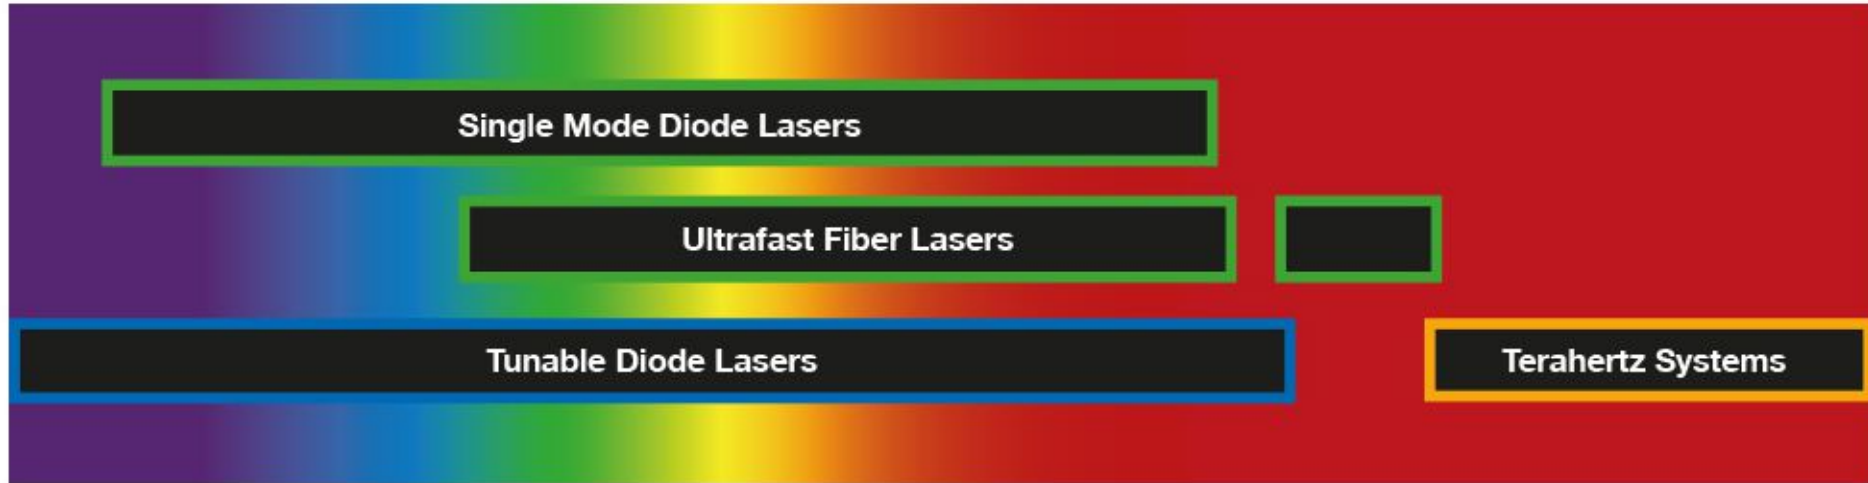 Single Mode Diode Lasers
Ultrafast Fiber Lasers
Tunable Diode Lasers
Terahertz Systems